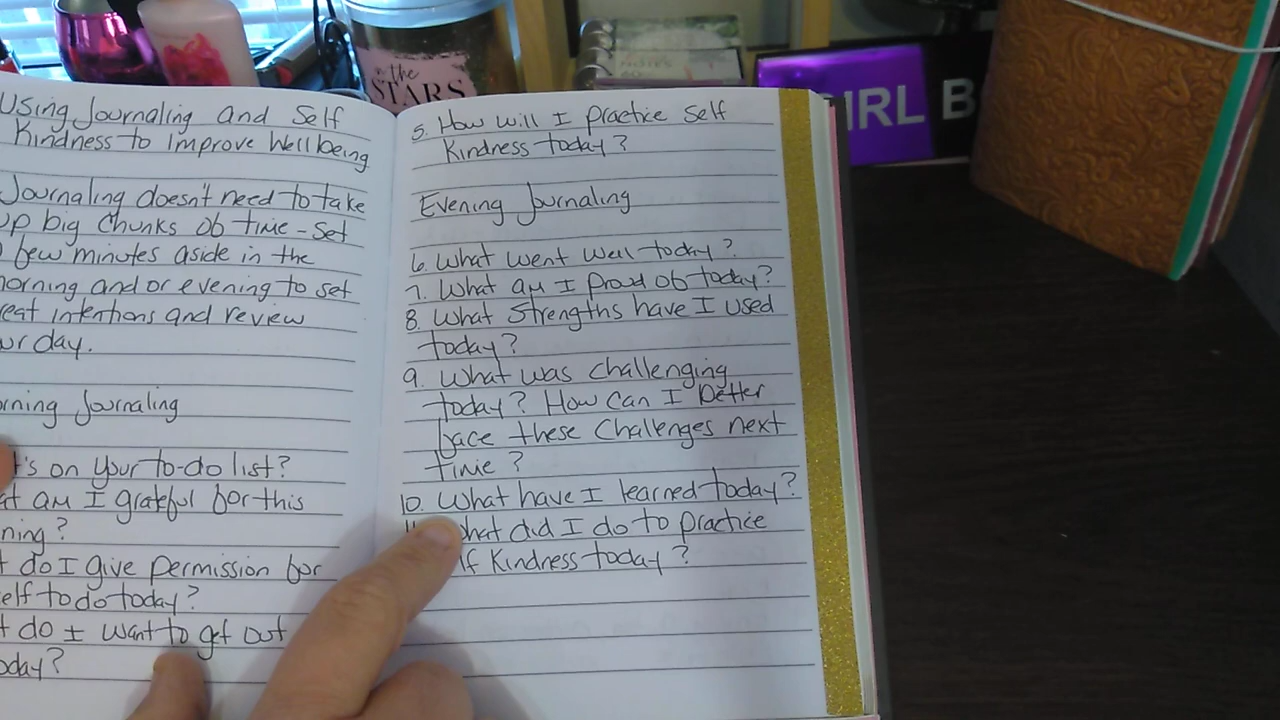 Using Journaling and Self
Kindness to Improve Wellbeing
Journaling doesn't need to take
up big chunks of time - set
few minutes aside in the
morning and or evening to set
intentions and review
day.
Journaling
on your to-do list?
am I grateful for this
do I give permission for
to do today?
do I want to get out
5. How will I practice self
Kindness today?
Evening Journaling
6. What went well today?
7. What am I proud of today?
8. What strengths have I used
today?
9. What was challenging
today? How can I better
face these challenges next
time?
10. What have I learned today?
What did I do to practice
Kindness today?
the
STARS
GIRL B